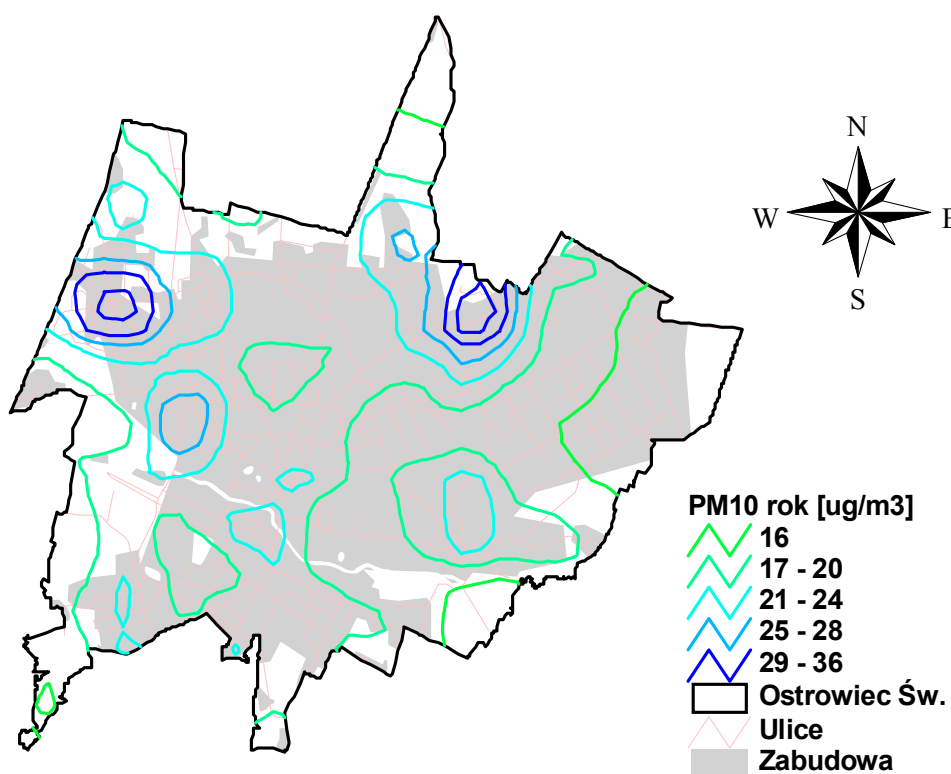 N
W
E
S
PM10 rok [ug/m3]
16
17 - 20
21 - 24
25 - 28
29 - 36
Ostrowiec Św.
Ulice
Zabudowa